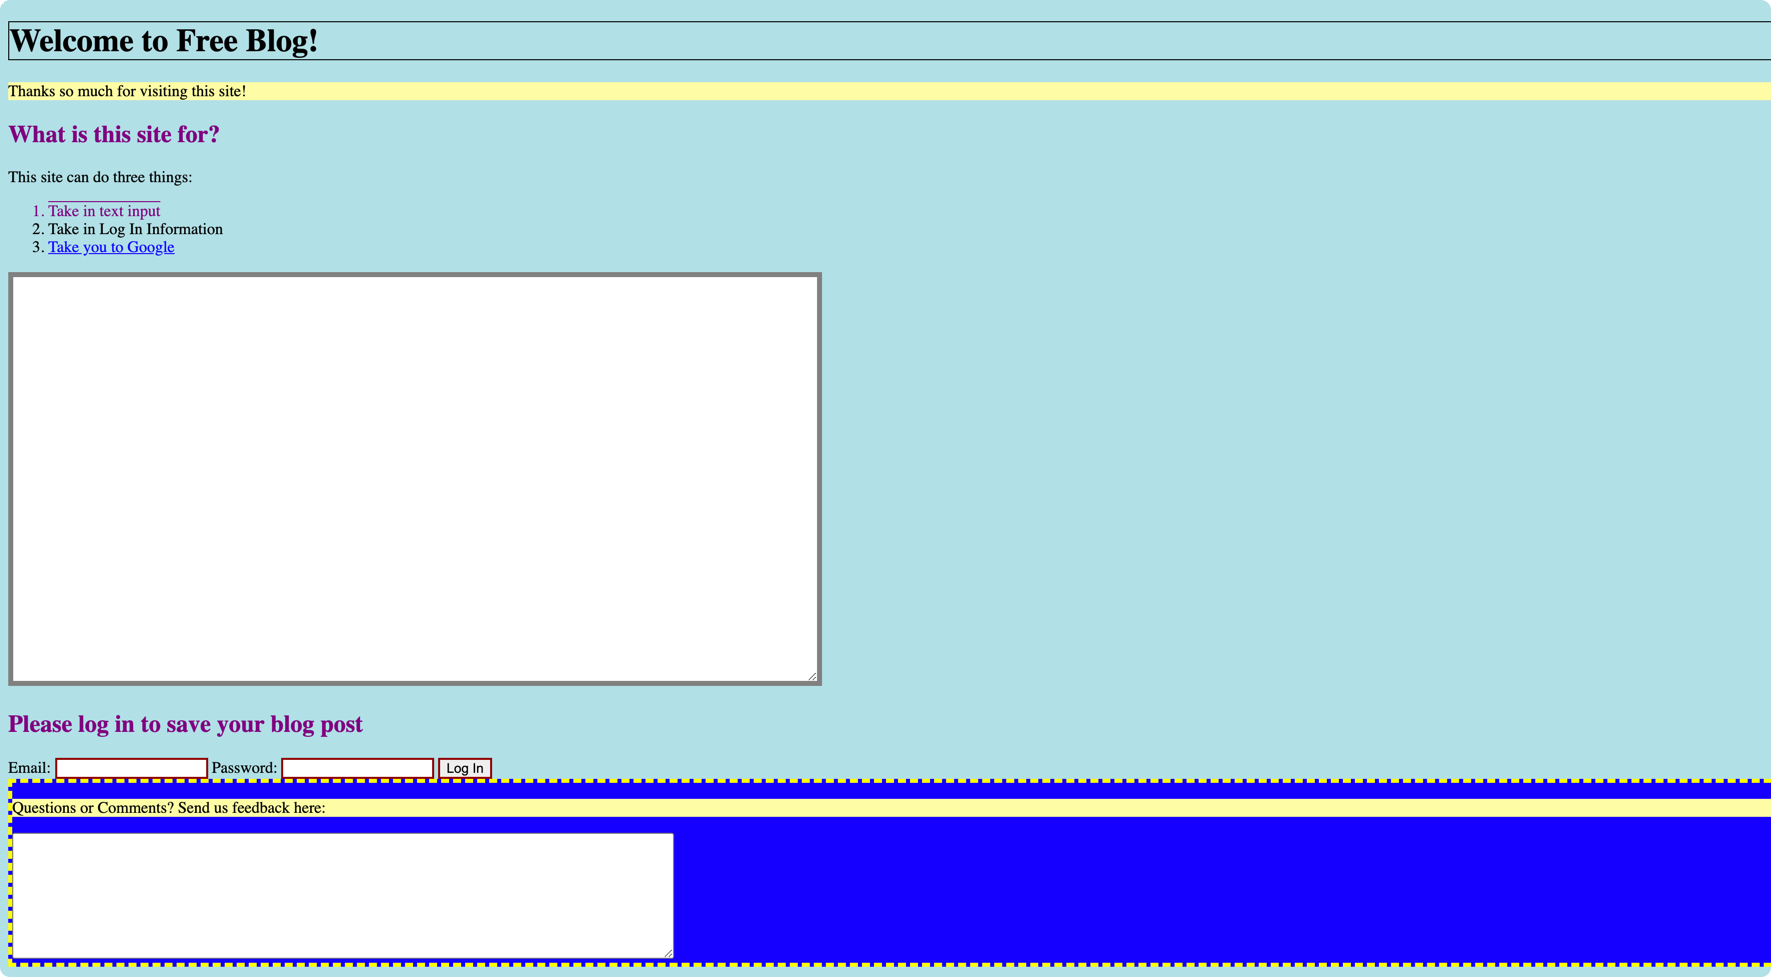 Welcome to Free Blog!
Thanks so much for visiting this site!
What is this site for?
This site can do three things:
1. Take in text input
2. Take in Log In Information
3. Take you to Google
Please log in to save your blog post
Email: Password: Log In
Questions or Comments? Send us feedback here: